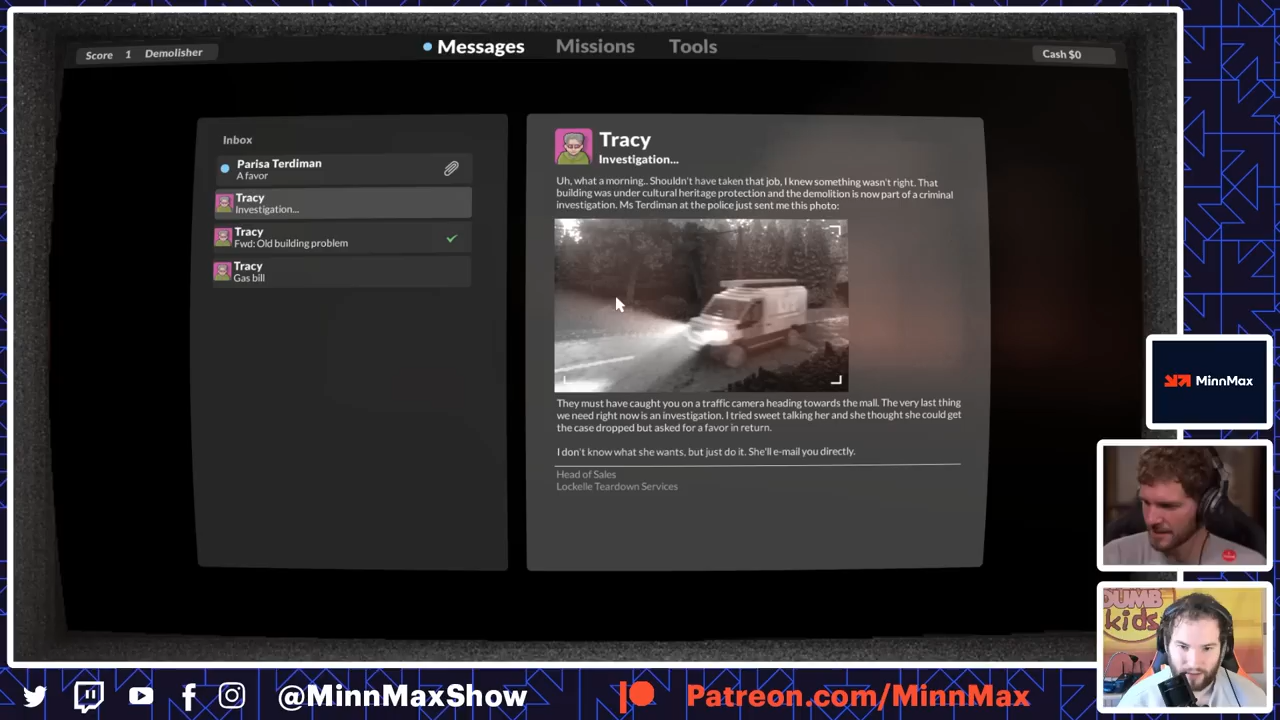 Score 1 Demolisher
Messages
Missions
Tools
Cash $0
Inbox
Parisa Terdiman
A favor
Tracy
Investigation...
Tracy
Fwd: Old building problem
Tracy
Gas bill
Tracy
Investigation...
Uh, what a morning.. Shouldn't have taken that job, I knew something wasn't right. That
building was under cultural heritage protection and the demolition is now part of a criminal
investigation. Ms Terdiman at the police just sent me this photo:
They must have caught you on a traffic camera heading towards the mall. The very last thing
we need right now is an investigation. I tried sweet talking her and she thought she could get
the case dropped but asked for a favor in return.
I don't know what she wants, but just do it. She'll e-mail you directly.
Head of Sales
Lockelle Teardown Services
MinnMax
DUMB
kids
@MinnMaxShow
Patreon.com/MinnMax